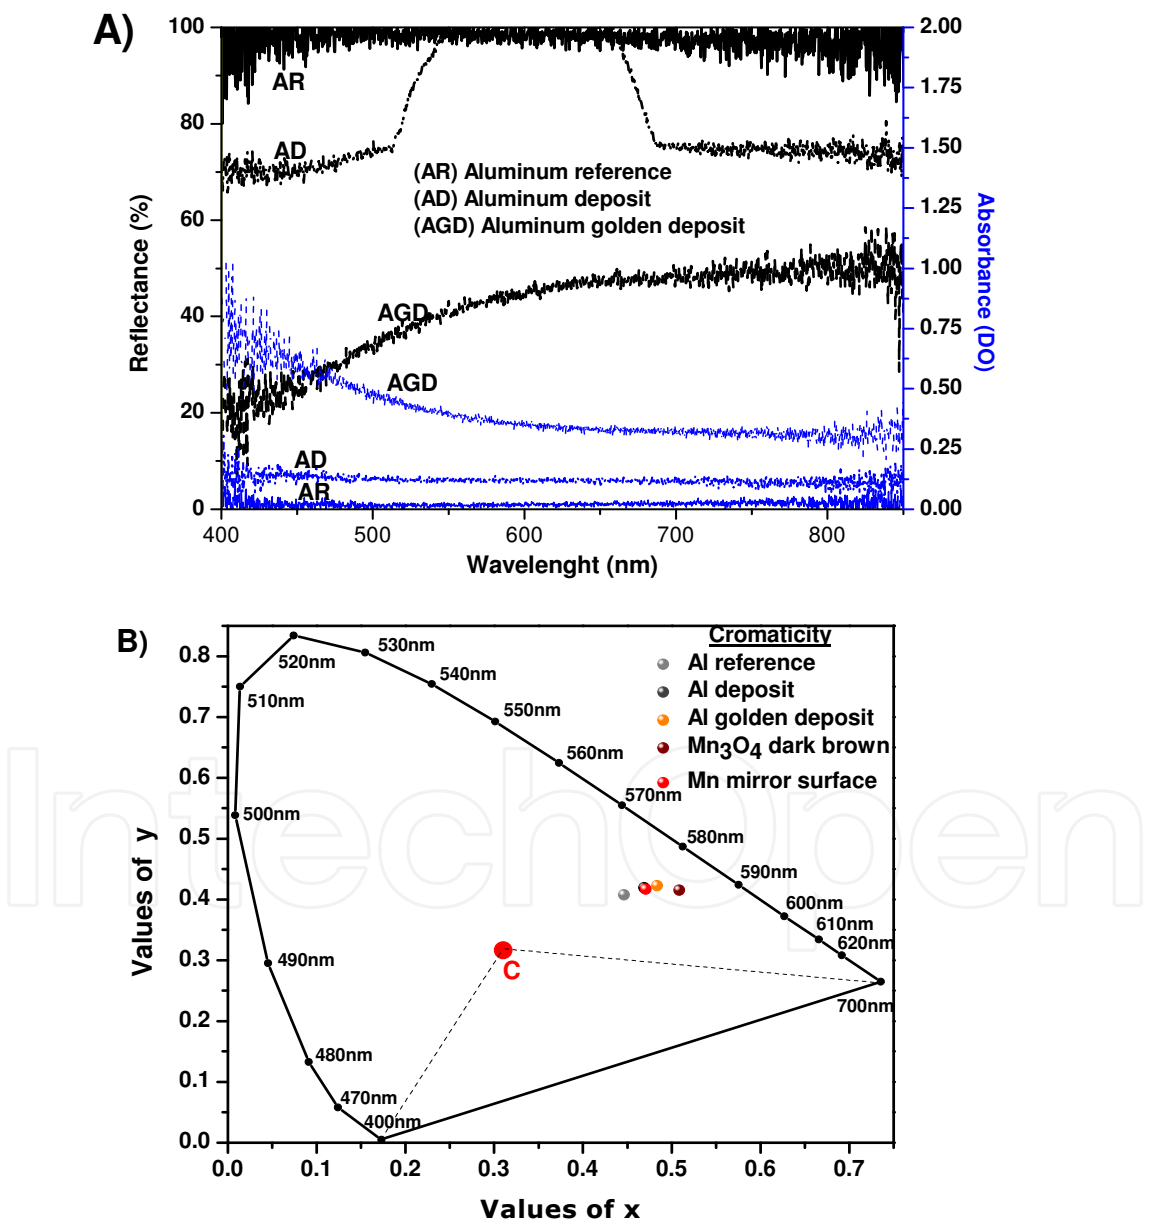 A)
100
80
60
40
20
0
Reflectance (%)
2.00
1.75
1.50
1.25
1.00
0.75
0.50
0.25
0.00
Absorbance (DO)
AR
AD
(AR) Aluminum reference
(AD) Aluminum deposit
(AGD) Aluminum golden deposit
AGD
AGD
AD
AR
400 500 600 700 800
Wavelenght (nm)
B)
0.8
0.7
0.6
0.5
0.4
0.3
0.2
0.1
0.0
Values of y
Cromaticity
Al reference
Al deposit
Al golden deposit
Mn3O4 dark brown
Mn mirror surface
530nm
520nm
540nm
510nm
550nm
560nm
570nm
500nm
580nm
590nm
600nm
610nm
620nm
490nm
C
700nm
480nm
470nm
400nm
0.0 0.1 0.2 0.3 0.4 0.5 0.6 0.7
Values of x
IntechOpen